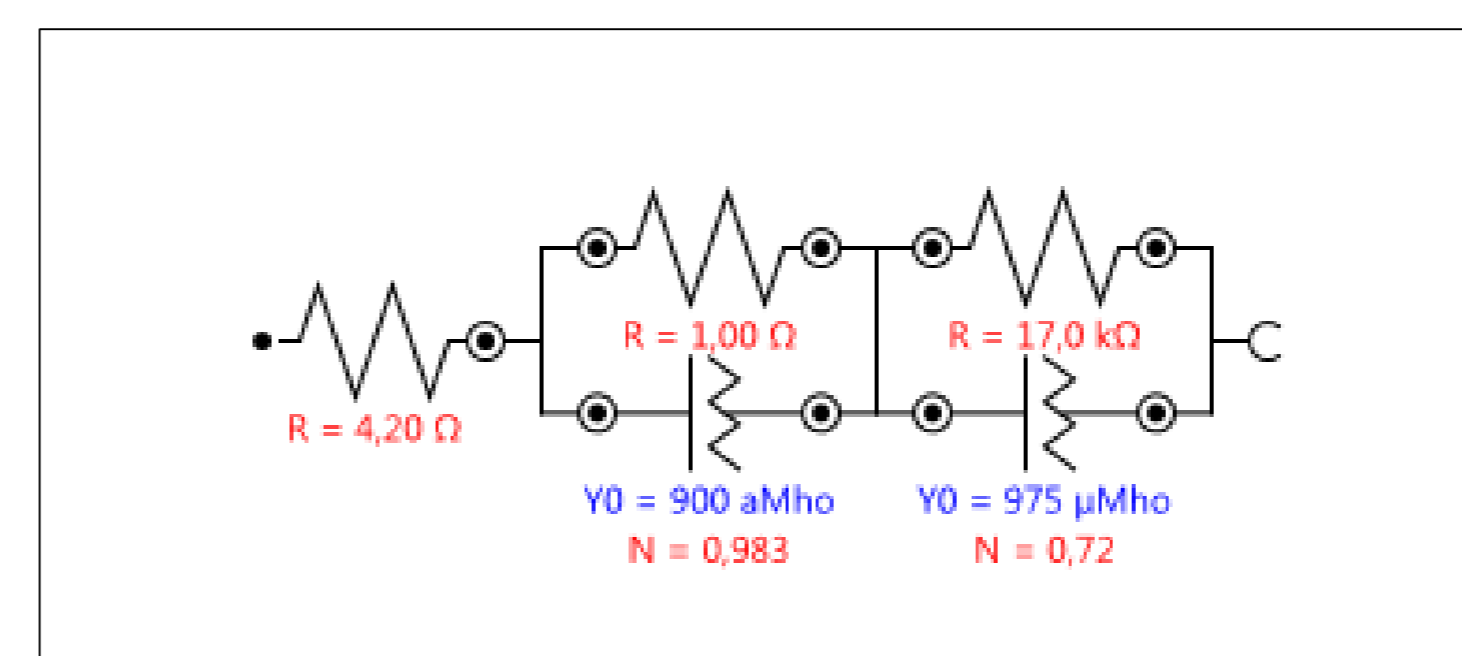 R = 1,00 Ω
R = 17,0 kΩ
R = 4,20 Ω
Y0 = 900 aMho
Y0 = 975 µMho
N = 0,983
N = 0,72